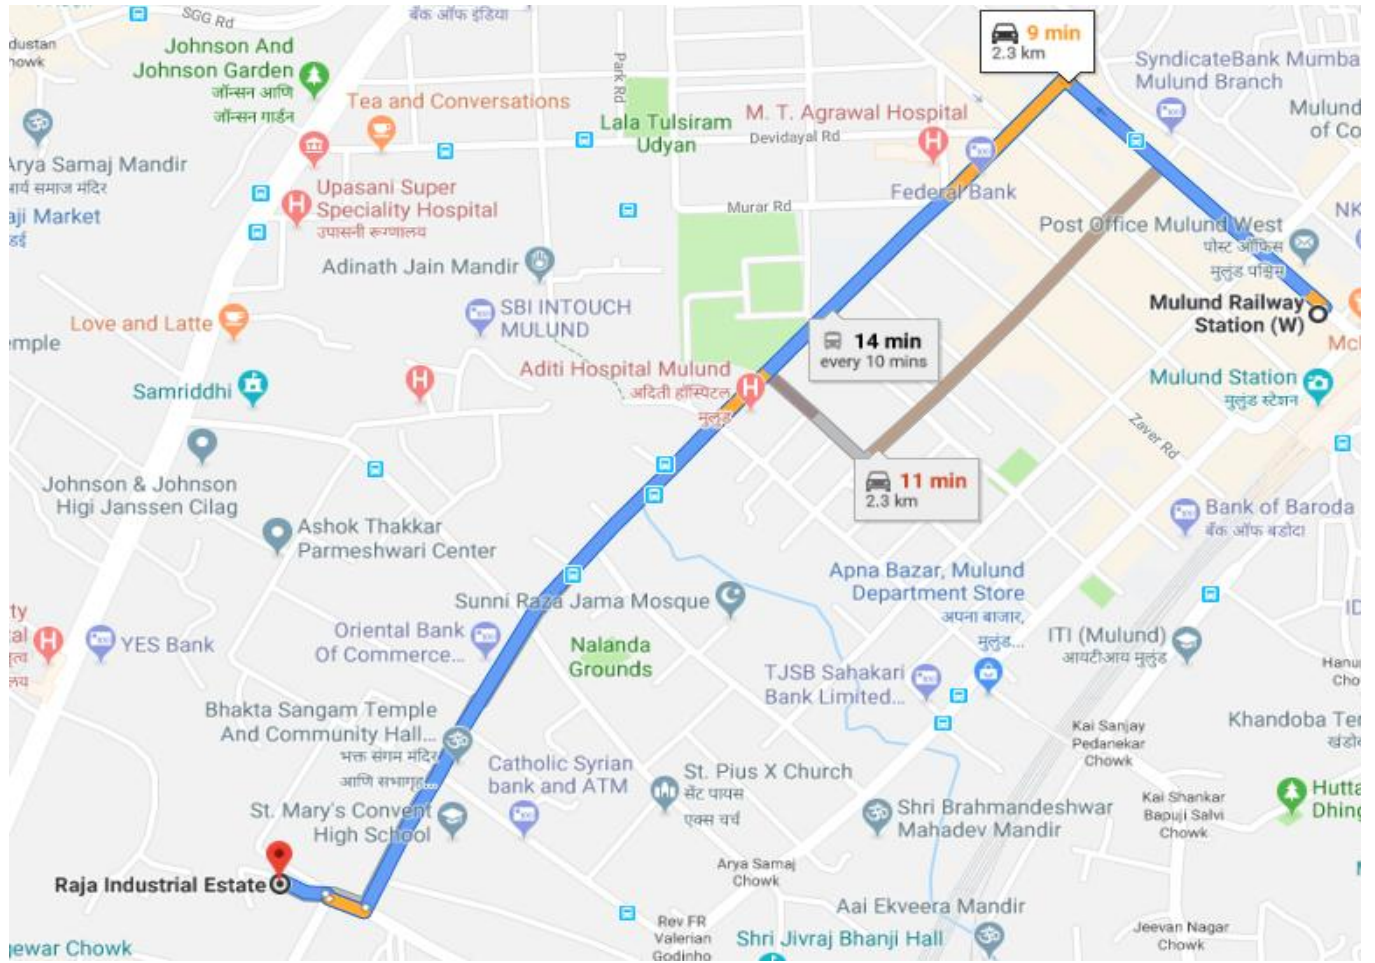 SGG Rd
बँक ऑफ इंडिया
Johnson And
Johnson Garden
जॉन्सन आणि
जॉन्सन गार्डन
Park Rd
9 min
2.3 km
SyndicateBank Mumba
Mulund Branch
Mulund
of Co
Tea and Conversations
Lala Tulsiram
Udyan
M. T. Agrawal Hospital
Devidayal Rd
Arya Samaj Mandir
आर्य समाज मंदिर
aji Market
Upasani Super
Speciality Hospital
उपासनी रूग्णालय
Murar Rd
Federal Bank
NK
Post Office Mulund West
पोस्ट ऑफिस
मुलुंड पश्चिम
Adinath Jain Mandir
SBI INTOUCH
MULUND
Mulund Railway
Station (W)
Love and Latte
emple
14 min
every 10 mins
Aditi Hospital Mulund
अदिती हॉस्पिटल
मुलुंड
Samriddhi
Mulund Station
मुलुंड स्टेशन
Zaver Rd
Johnson & Johnson
Higi Janssen Cilag
11 min
2.3 km
Ashok Thakkar
Parmeshwari Center
Bank of Baroda
बँक ऑफ बडोदा
Apna Bazar, Mulund
Department Store
अपना बाजार,
मुलुंड...
Sunni Raza Jama Mosque
YES Bank
Oriental Bank
Of Commerce...
Nalanda
Grounds
ITI (Mulund)
आयटीआय मुलुंड
TJSB Sahakari
Bank Limited...
Bhakta Sangam Temple
And Community Hall...
भक्त संगम मंदिर
आणि सभागृह...
Kai Sanjay
Pedanekar
Chowk
Khandoba Te
Catholic Syrian
bank and ATM
St. Pius X Church
सेंट पायस
एक्स चर्च
St. Mary's Convent
High School
Shri Brahmandeshwar
Mahadev Mandir
Kai Shankar
Bapuji Salvi
Chowk
Hutta
Dhing
Raja Industrial Estate
Arya Samaj
Chowk
Aai Ekveera Mandir
Rev FR
Valerian
Godinho
Shri Jivraj Bhanji Hall
Jeevan Nagar
Chowk
ewar Chowk